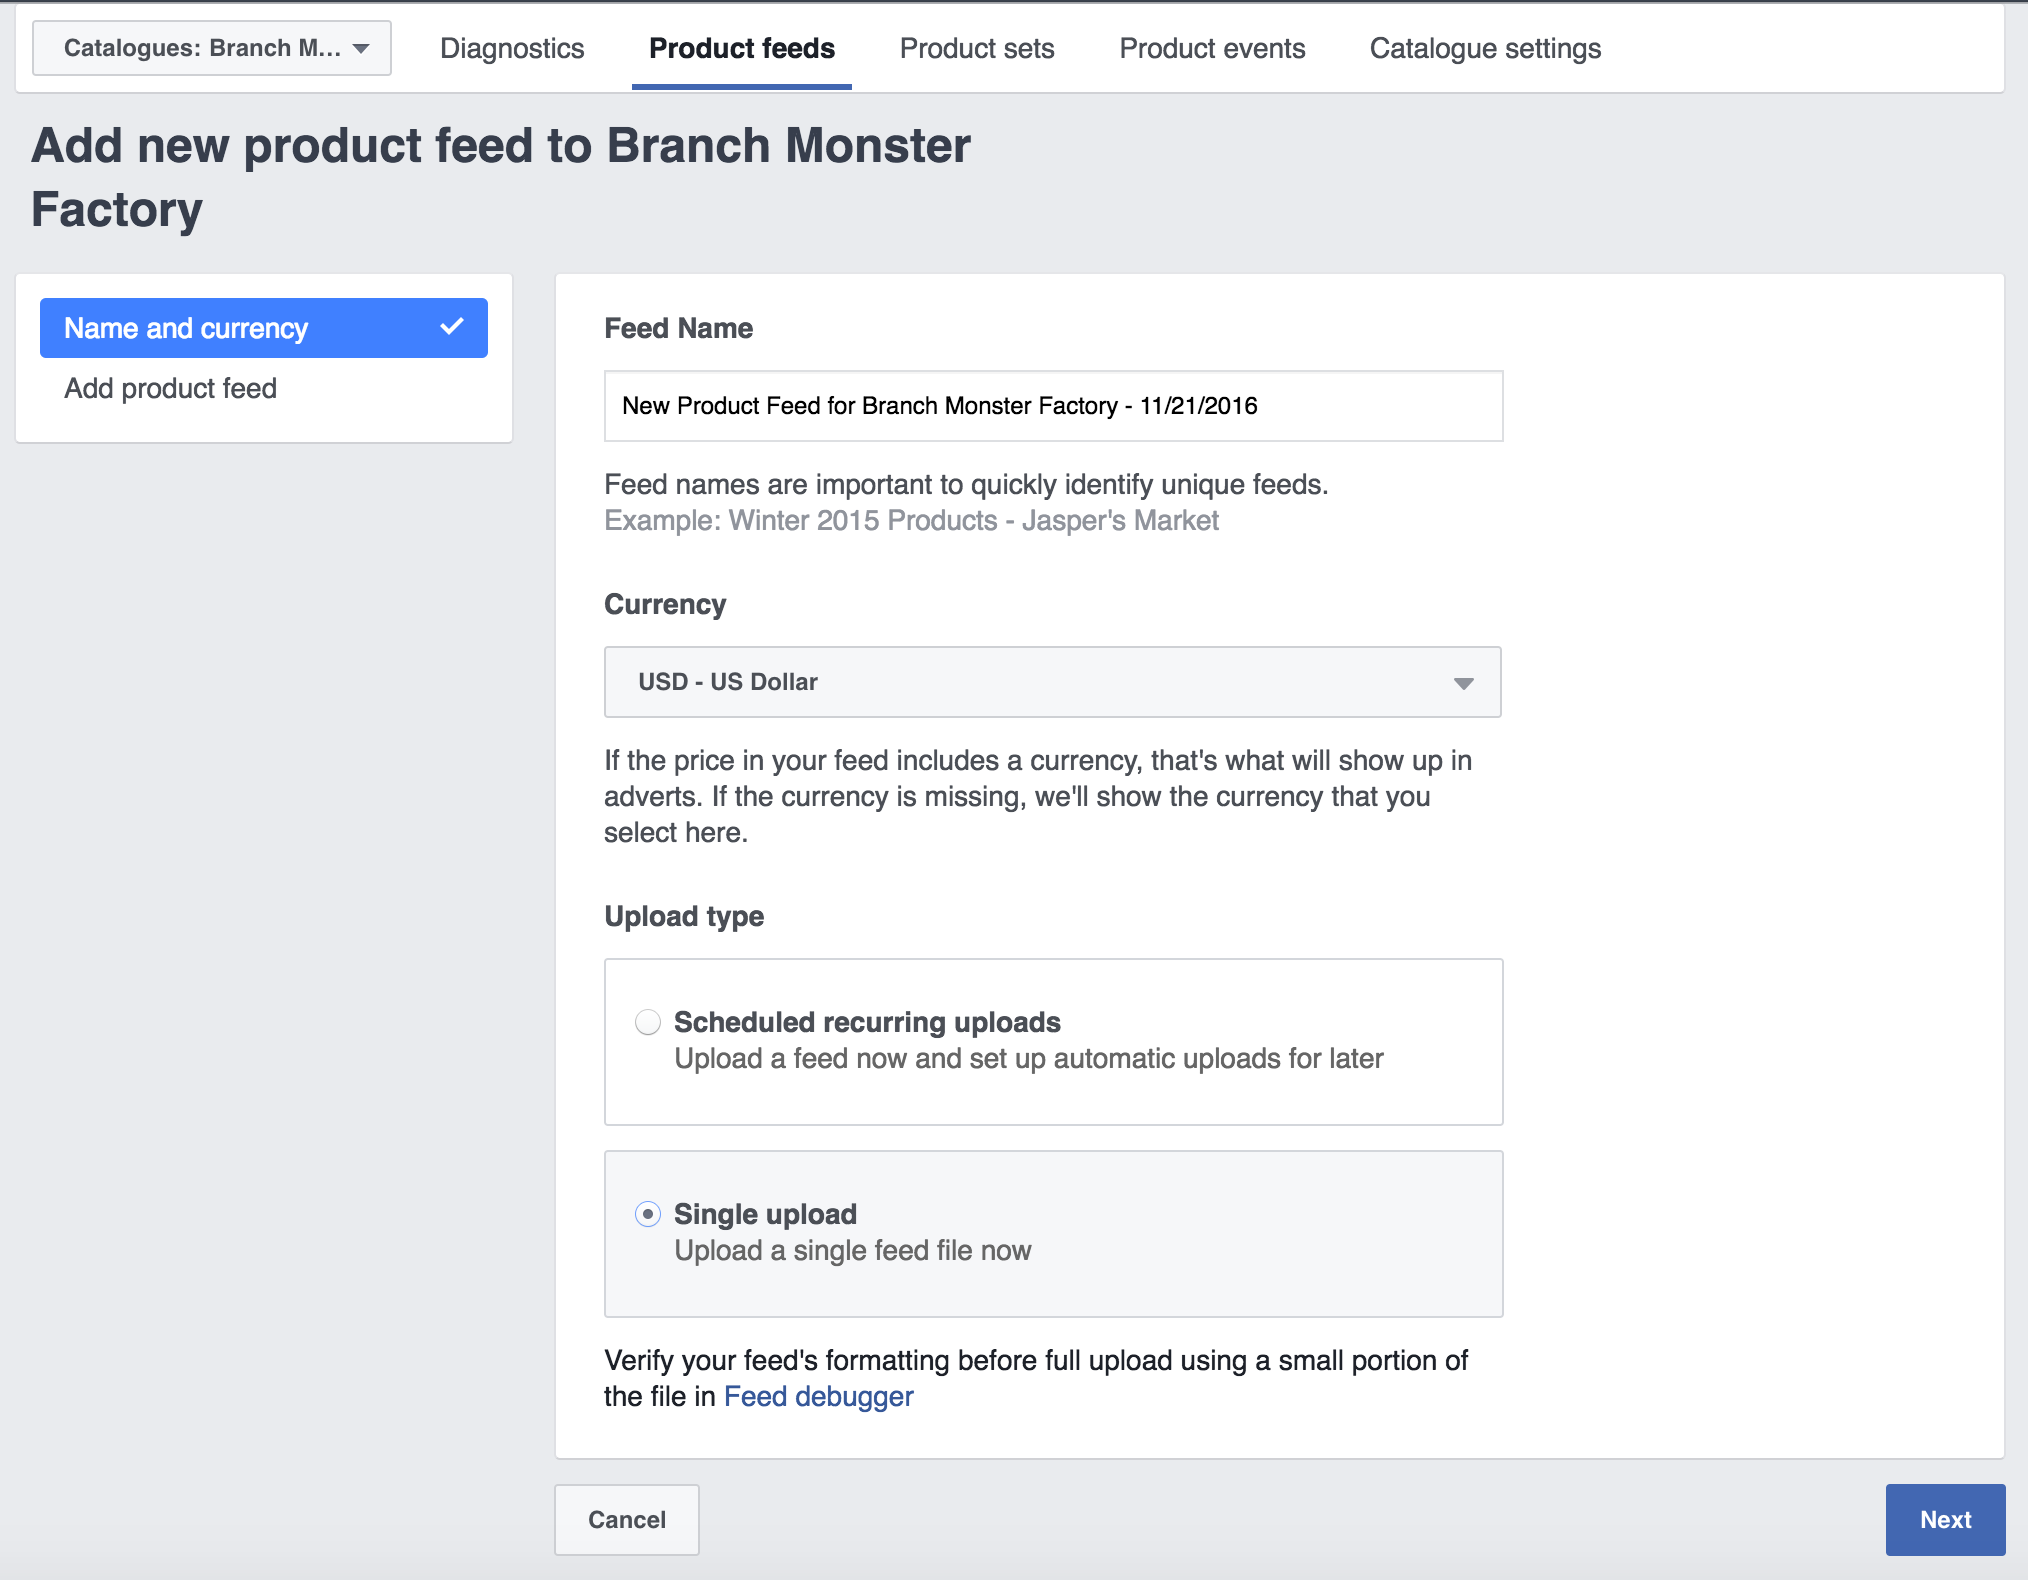 Catalogues: Branch M...
Diagnostics
Product feeds
Product sets
Product events
Catalogue settings
Add new product feed to Branch Monster
Factory
Name and currency
Add product feed
Feed Name
New Product Feed for Branch Monster Factory - 11/21/2016
Feed names are important to quickly identify unique feeds.
Example: Winter 2015 Products - Jasper's Market
Currency
USD - US Dollar
If the price in your feed includes a currency, that's what will show up in
adverts. If the currency is missing, we'll show the currency that you
select here.
Upload type
Scheduled recurring uploads
Upload a feed now and set up automatic uploads for later
Single upload
Upload a single feed file now
Verify your feed's formatting before full upload using a small portion of
the file in Feed debugger
Cancel
Next